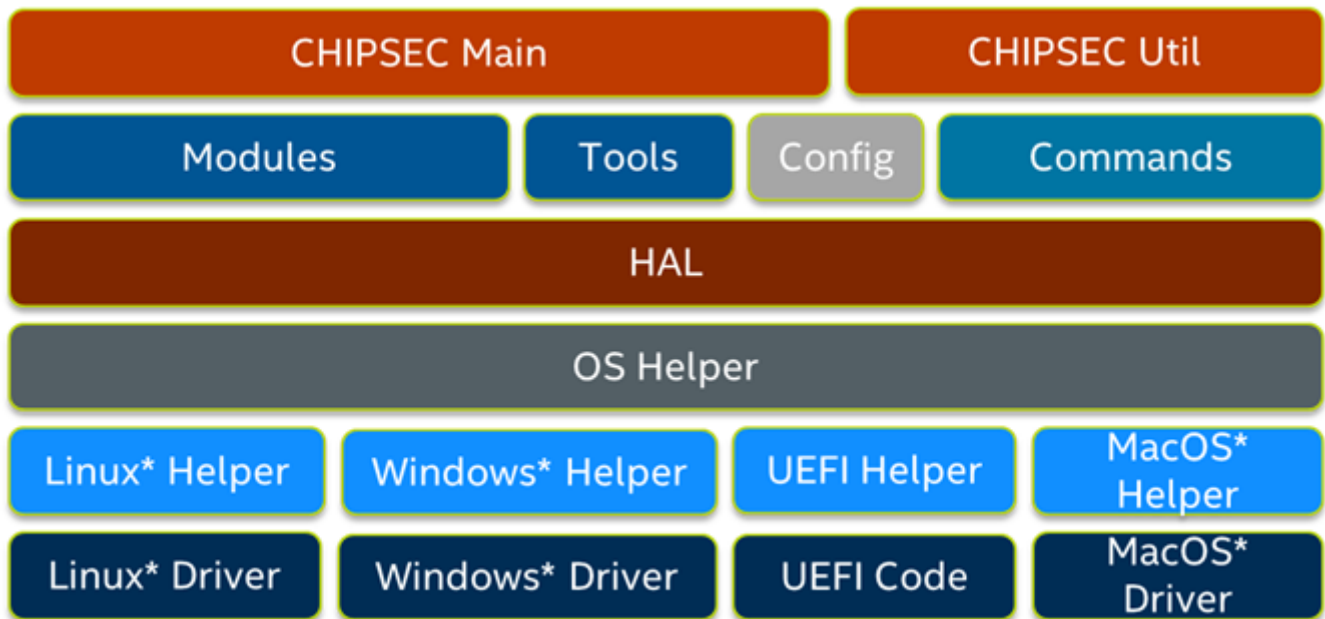 CHIPSEC Main
CHIPSEC Util
Modules
Tools
Config
Commands
HAL
OS Helper
Linux* Helper
Windows* Helper
UEFI Helper
MacOS*
Helper
Linux* Driver
Windows* Driver
UEFI Code
MacOS*
Driver